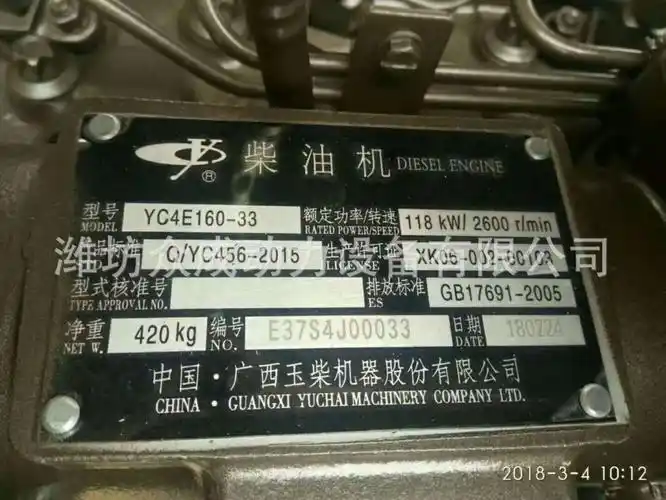 柴油机 DIESEL ENGINE
®
型号 MODEL YC4E160-33 额定功率/转速 RATED POWER/SPEED 118 kW/ 2600 r/min
Q/YC456-2015 LICENSE
潍坊众成动力设备有限公司
型式核准号 TYPE APPROVAL NO. 排放标准 ES GB17691-2005
净重 NET W. 420 kg 编号 NO. E37S4J00033 日期 DATE 180224
中国·广西玉柴机器股份有限公司
CHINA · GUANGXI YUCHAI MACHINERY COMPANY LTD.
2018-3-4 10:12